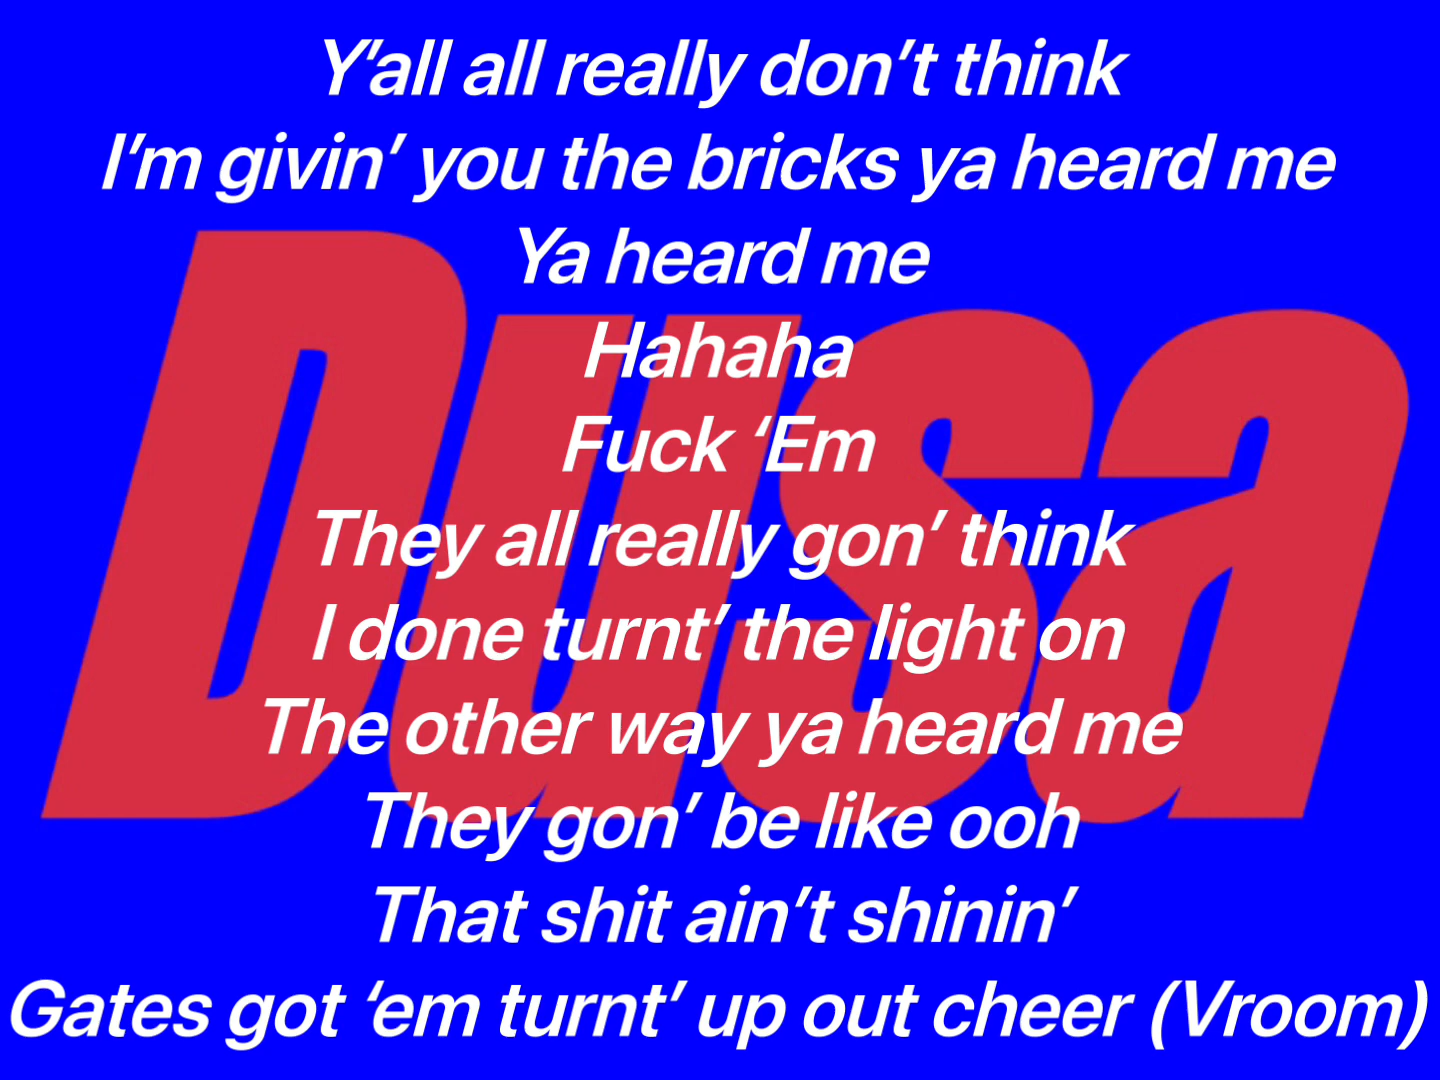 Y'all all really don’t think
I’m givin’ you the bricks ya heard me
Ya heard me
Hahaha
Fuck ‘Em
They all really gon’ think
I done turnt’ the light on
The other way ya heard me
They gon’ be like ooh
That shit ain’t shinin’
Gates got ‘em turnt’ up out cheer (Vroom)
Dusa